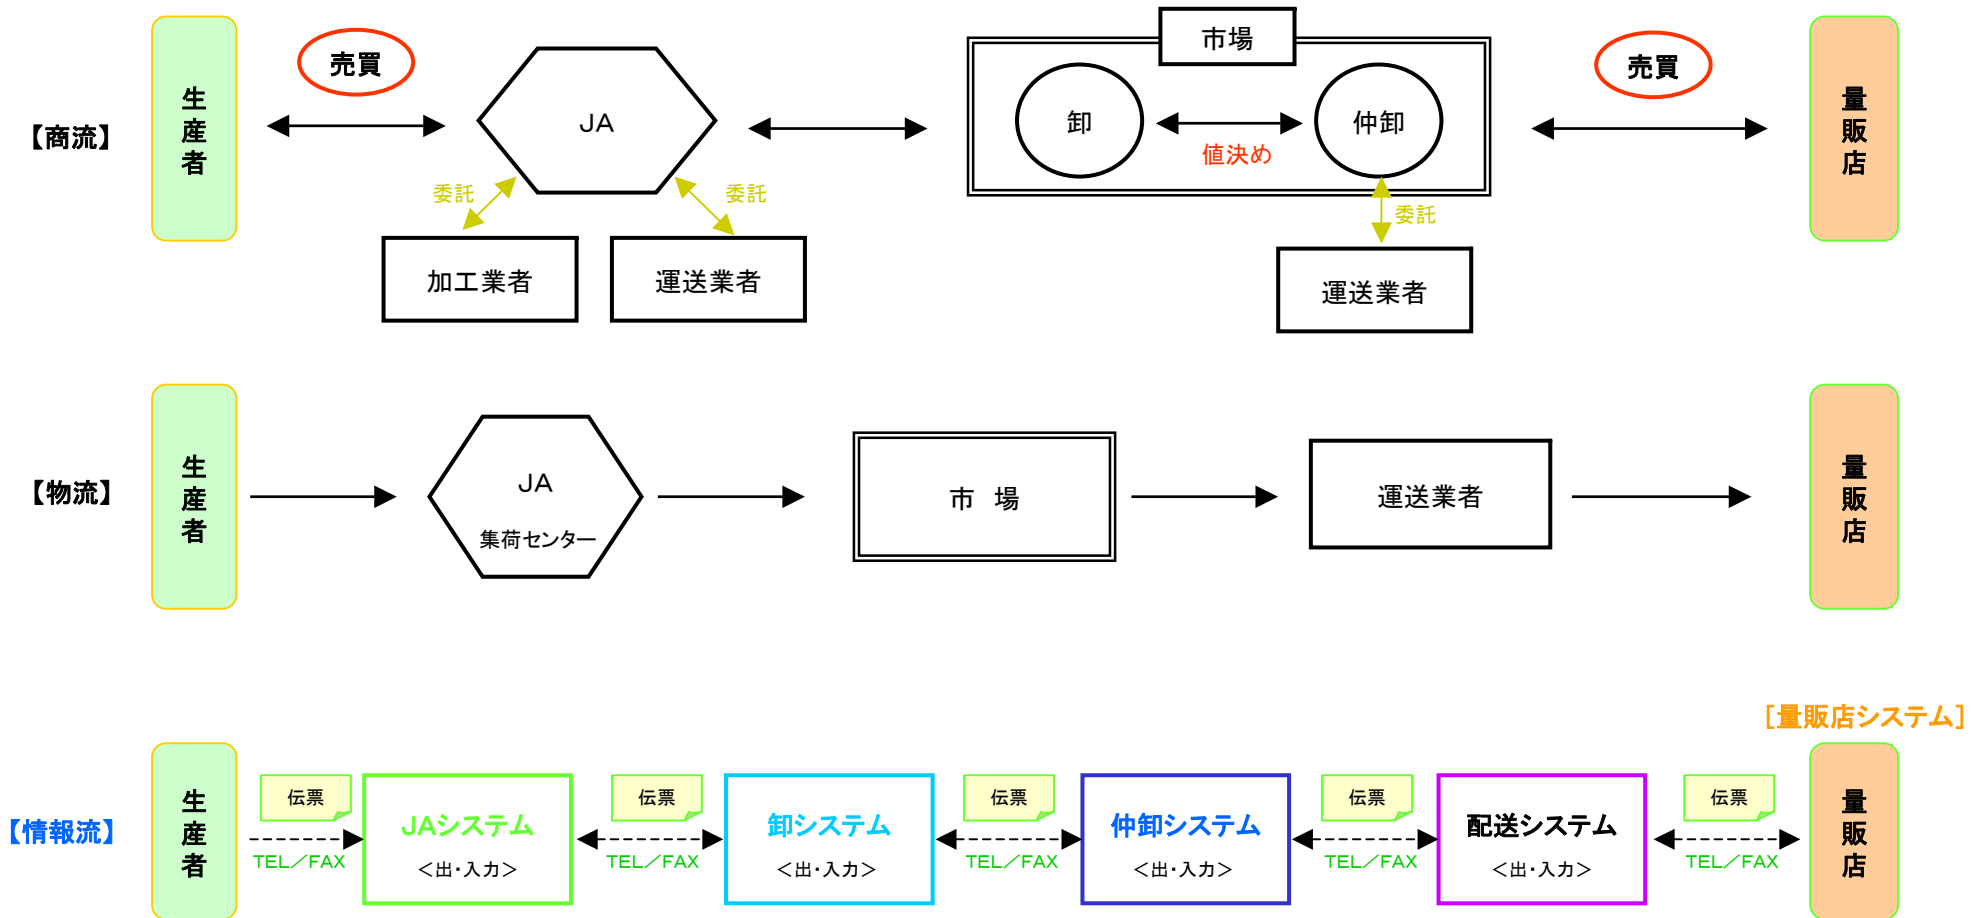 【商流】
生産者
売買
JA
委託
委託
加工業者
運送業者
市場
卸
値決め
仲卸
委託
運送業者
売買
量販店
【物流】
生産者
JA
集荷センター
市 場
運送業者
量販店
[量販店システム]
【情報流】
生産者
伝票
TEL／FAX
JAシステム
＜出・入力＞
伝票
TEL／FAX
卸システム
＜出・入力＞
伝票
TEL／FAX
仲卸システム
＜出・入力＞
伝票
TEL／FAX
配送システム
＜出・入力＞
伝票
TEL／FAX
量販店